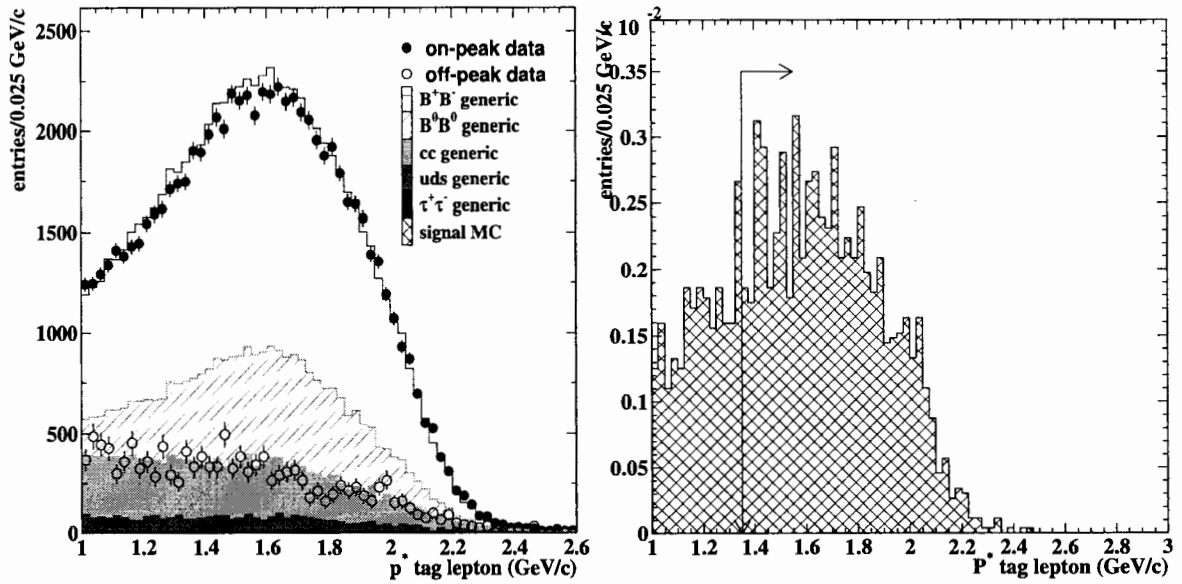 entries/0.025 GeV/c
2500
2000
1500
1000
500
0
on-peak data
off-peak data
B+B- generic
B0B0 generic
cc generic
uds generic
τ+τ- generic
signal MC
1 1.2 1.4 1.6 1.8 2 2.2 2.4 2.6
p* tag lepton (GeV/c)
entries/0.025 GeV/c
10 -2
0.35
0.3
0.25
0.2
0.15
0.1
0.05
0
1 1.2 1.4 1.6 1.8 2 2.2 2.4 2.6 2.8 3
P* tag lepton (GeV/c)